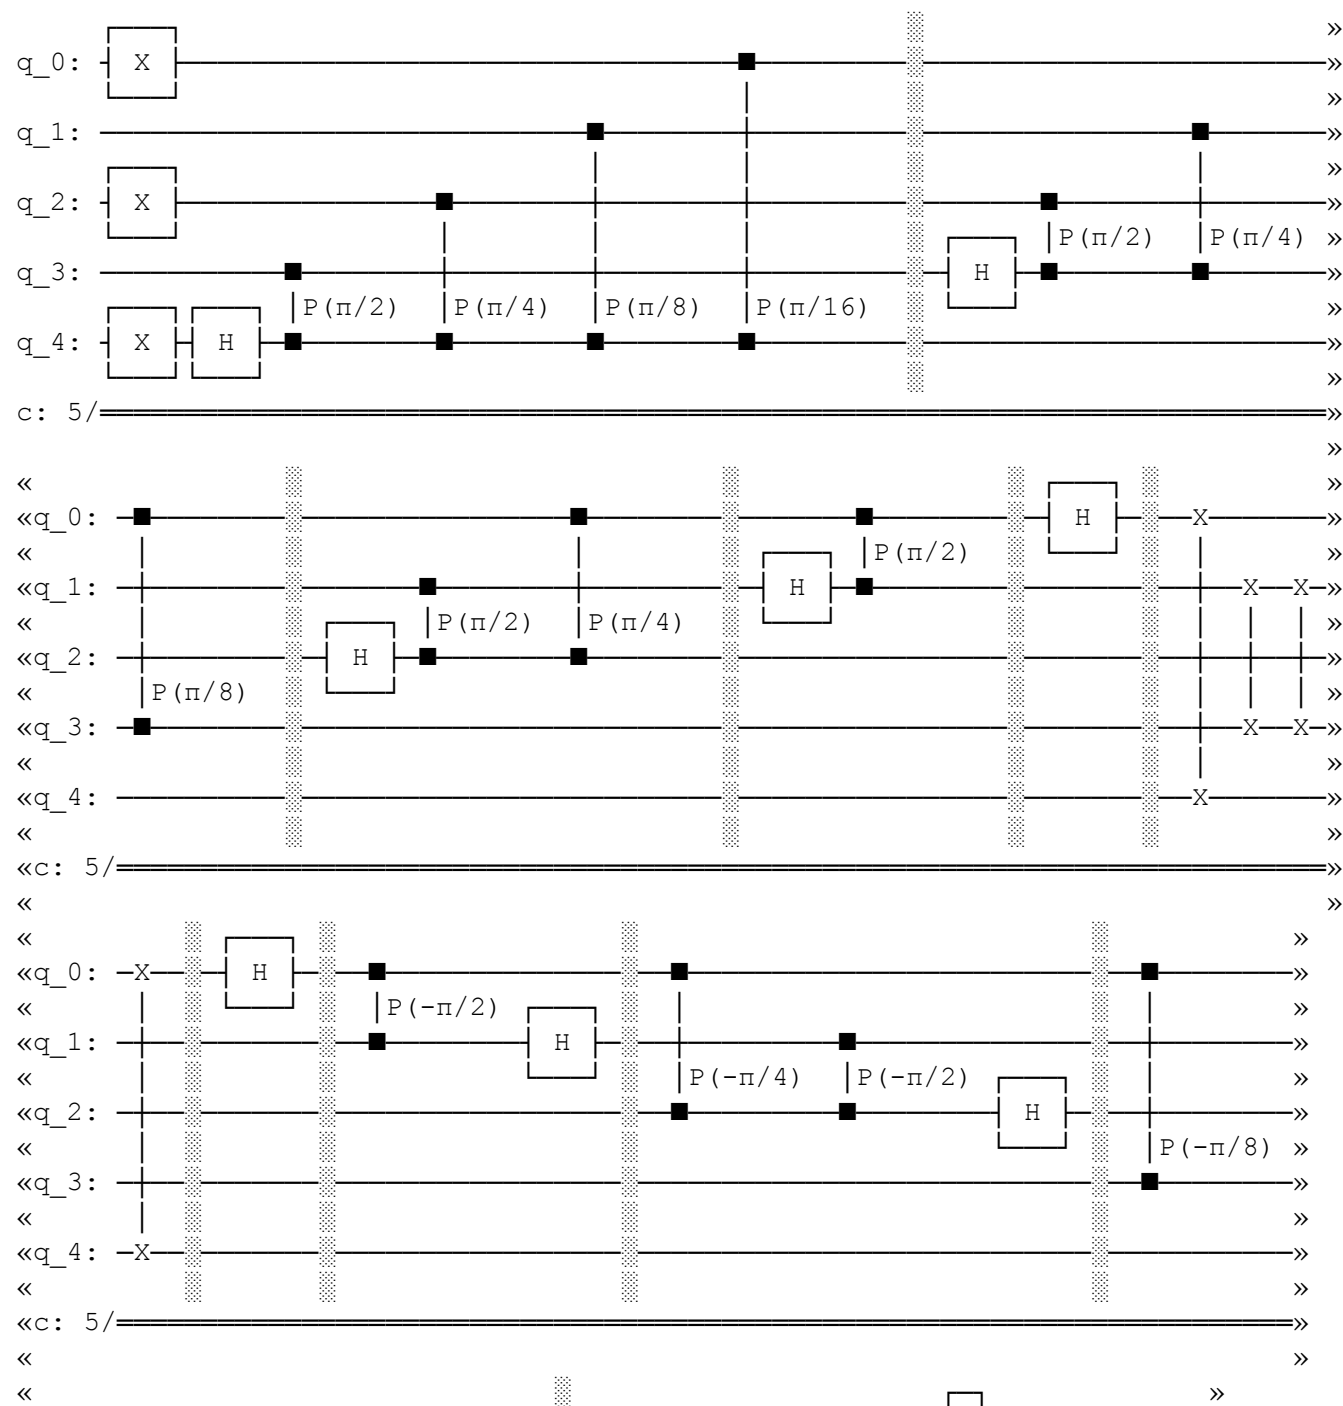 »
q_0: X »
»
q_1: »
»
q_2: X »
P(π/2) P(π/4) »
q_3: H »
P(π/2) P(π/4) P(π/8) P(π/16) »
q_4: X H »
»
c: 5/ »
»
« »
«q_0: H X »
« P(π/2) »
«q_1: H X X »
« P(π/2) P(π/4) »
«q_2: H »
« P(π/8) »
«q_3: X X »
« »
«q_4: X »
« »
«c: 5/ »
« »
« »
«q_0: X H »
« P(-π/2) »
«q_1: H »
« P(-π/4) P(-π/2) »
«q_2: H »
« P(-π/8) »
«q_3: »
« »
«q_4: X »
« »
«c: 5/ »
« »
« »